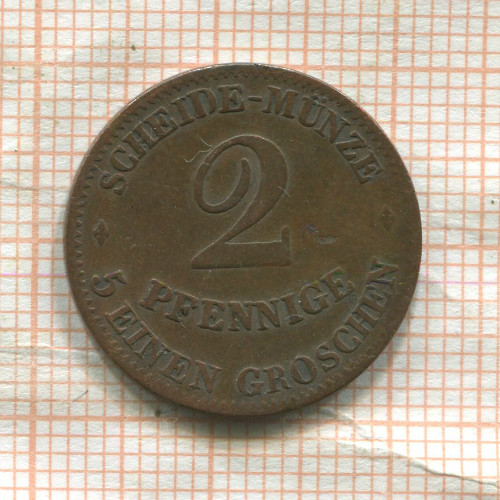 SCHEIDE-MÜNZE
2
PFENNIGE
5 EINEN GROSCHEN